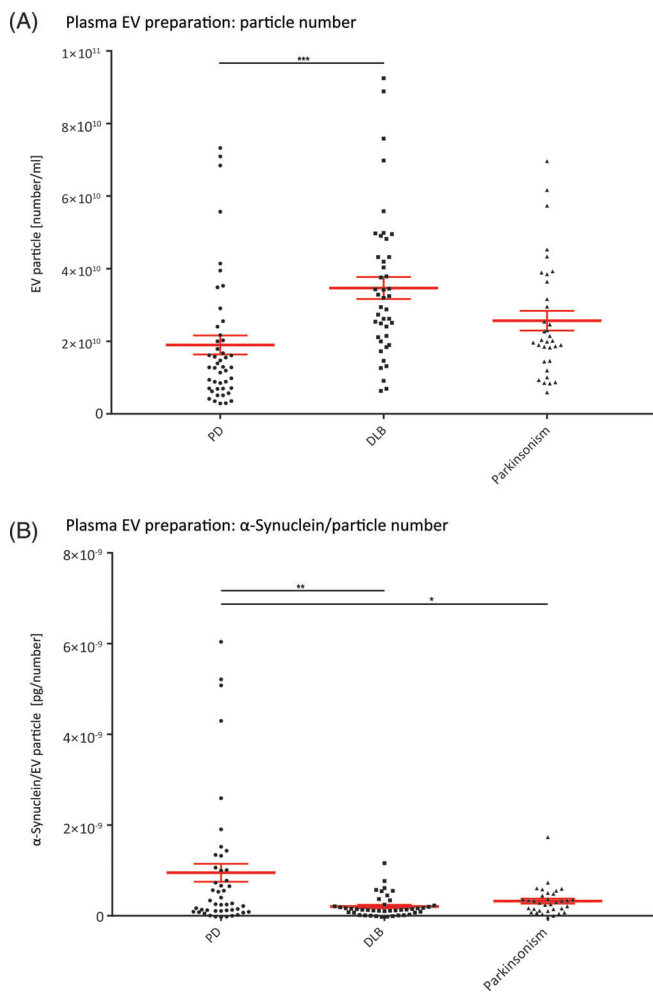 (A) Plasma EV preparation: particle number
1×10¹¹
***
8×10¹⁰
6×10¹⁰
EV particle [number/ml]
4×10¹⁰
2×10¹⁰
0
PD
DLB
Parkinsonism
(B) Plasma EV preparation: α-Synuclein/particle number
8×10⁻⁹
**
*
6×10⁻⁹
α-Synuclein/EV particle [pg/number]
4×10⁻⁹
2×10⁻⁹
0
PD
DLB
Parkinsonism